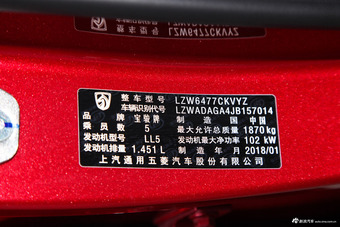 整车型号 LZW6477CKVYZ
车辆识别代号 LZWADAGA4JB157014
品牌 宝骏牌 制造国 中国
乘员数 5 最大允许总质量 1870kg
发动机型号 LL5 发动机最大净功率 102 kW
发动机排量 1.451 L 制造年月 2018/01
上汽通用五菱汽车股份有限公司